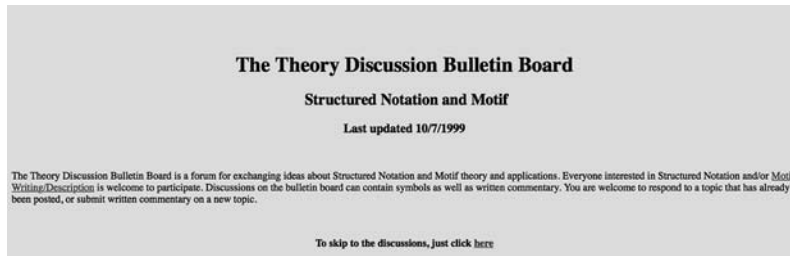 The Theory Discussion Bulletin Board
Structured Notation and Motif
Last updated 10/7/1999
The Theory Discussion Bulletin Board is a forum for exchanging ideas about Structured Notation and Motif theory and applications. Everyone interested in Structured Notation and/or Moti
Writing/Description is welcome to participate. Discussions on the bulletin board can contain symbols as well as written commentary. You are welcome to respond to a topic that has already
been posted, or submit written commentary on a new topic.
To skip to the discussions, just click here